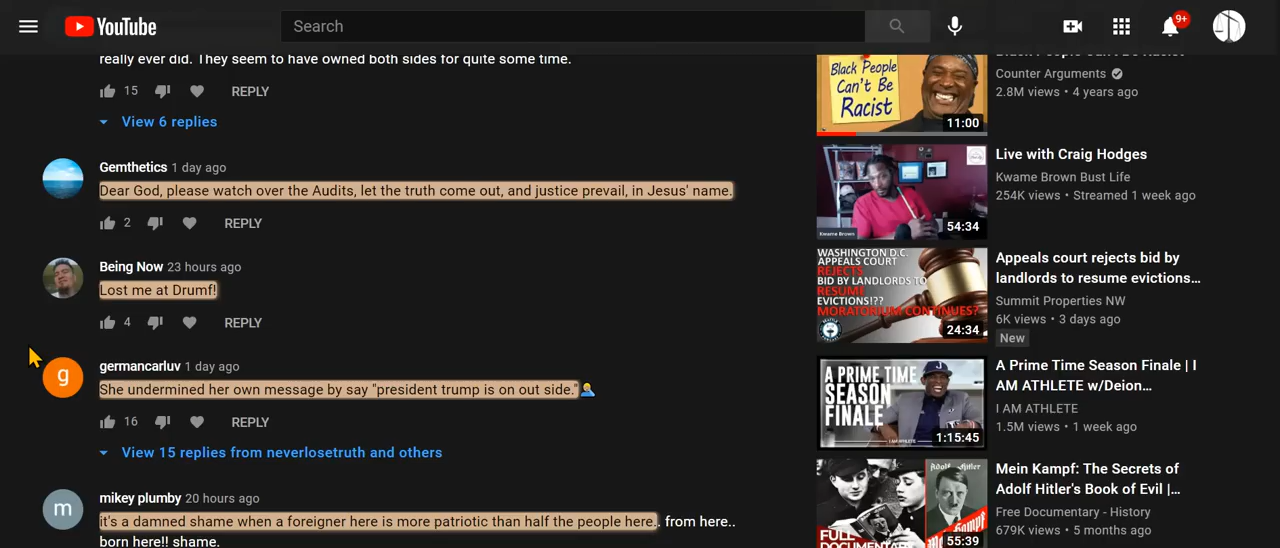 YouTube
Search
9+
really ever did. They seem to have owned both sides for quite some time.
15
REPLY
View 6 replies
Gemthetics 1 day ago
Dear God, please watch over the Audits, let the truth come out, and justice prevail, in Jesus' name.
2
REPLY
Being Now 23 hours ago
Lost me at Drumf!
4
REPLY
g
germancarluv 1 day ago
She undermined her own message by say "president trump is on out side."
16
REPLY
View 15 replies from neverlosetruth and others
m
mikey plumby 20 hours ago
it's a damned shame when a foreigner here is more patriotic than half the people here.. from here..
born here!! shame.
Black People
Can't Be
Racist
11:00
Black People Can't Be Racist
Counter Arguments
2.8M views • 4 years ago
Kwame Brown
54:34
Live with Craig Hodges
Kwame Brown Bust Life
254K views • Streamed 1 week ago
WASHINGTON D.C.
APPEALS COURT
REJECTS
BID BY LANDLORDS TO
RESUME
EVICTIONS!??
MORATORIUM CONTINUES?
24:34
Appeals court rejects bid by
landlords to resume evictions...
Summit Properties NW
6K views • 3 days ago
New
A PRIME TIME
SEASON
FINALE
I AM ATHLETE
1:15:45
A Prime Time Season Finale | I
AM ATHLETE w/Deion...
I AM ATHLETE
1.5M views • 1 week ago
Adolf Hitler
FULL
55:39
Mein Kampf: The Secrets of
Adolf Hitler's Book of Evil |...
Free Documentary - History
679K views • 5 months ago